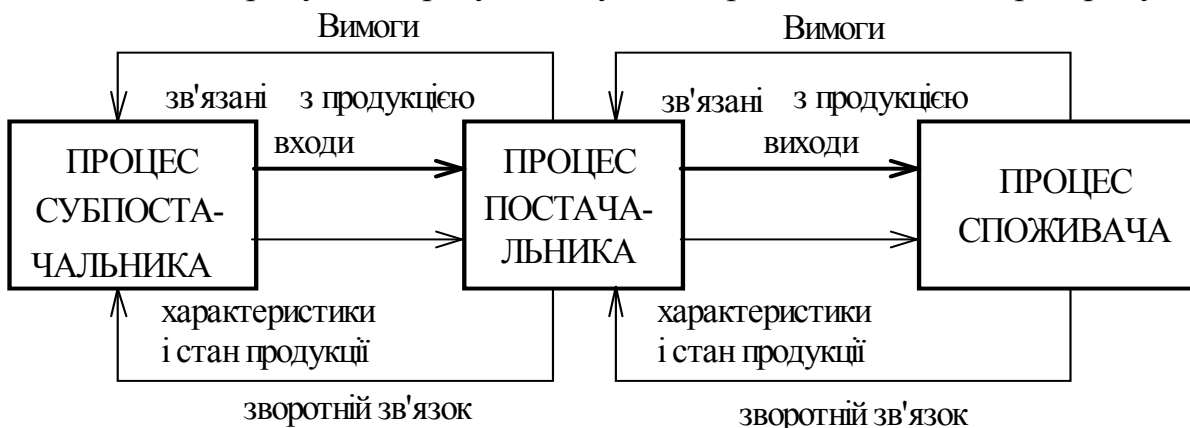 Вимоги
Вимоги
зв'язані з продукцією
входи
зв'язані з продукцією
виходи
ПРОЦЕС
СУБПОСТА-
ЧАЛЬНИКА
ПРОЦЕС
ПОСТАЧА-
ЛЬНИКА
ПРОЦЕС
СПОЖИВАЧА
характеристики
і стан продукції
характеристики
і стан продукції
зворотній зв'язок
зворотній зв'язок